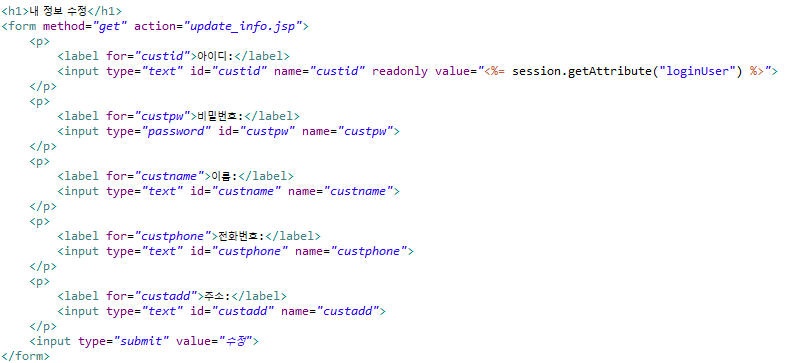 <h1>내 정보 수정</h1>
<form method="get" action="update_info.jsp">
    <p>
        <label for="custid">아이디:</label>
        <input type="text" id="custid" name="custid" readonly value="<%= session.getAttribute("loginUser") %>">
    </p>
    <p>
        <label for="custpw">비밀번호:</label>
        <input type="password" id="custpw" name="custpw">
    </p>
    <p>
        <label for="custname">이름:</label>
        <input type="text" id="custname" name="custname">
    </p>
    <p>
        <label for="custphone">전화번호:</label>
        <input type="text" id="custphone" name="custphone">
    </p>
    <p>
        <label for="custadd">주소:</label>
        <input type="text" id="custadd" name="custadd">
    </p>
    <input type="submit" value="수정">
</form>